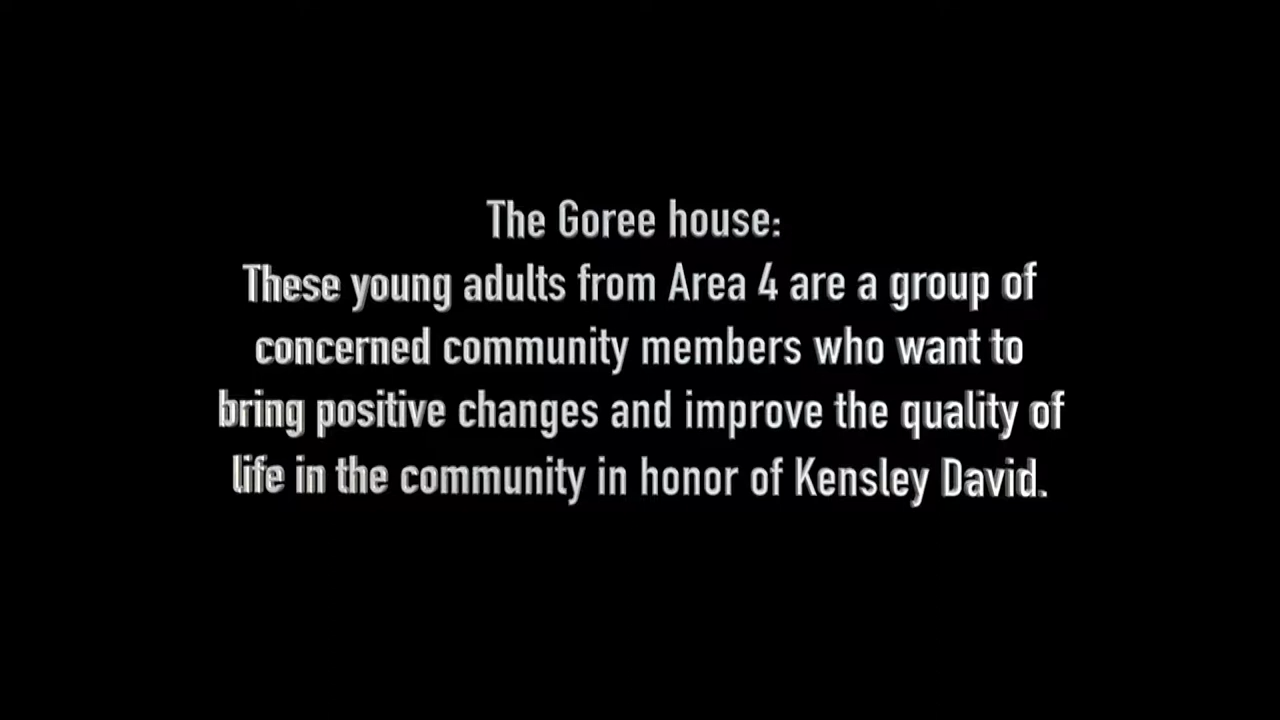 The Goree house:
These young adults from Area 4 are a group of
concerned community members who want to
bring positive changes and improve the quality of
life in the community in honor of Kensley David.